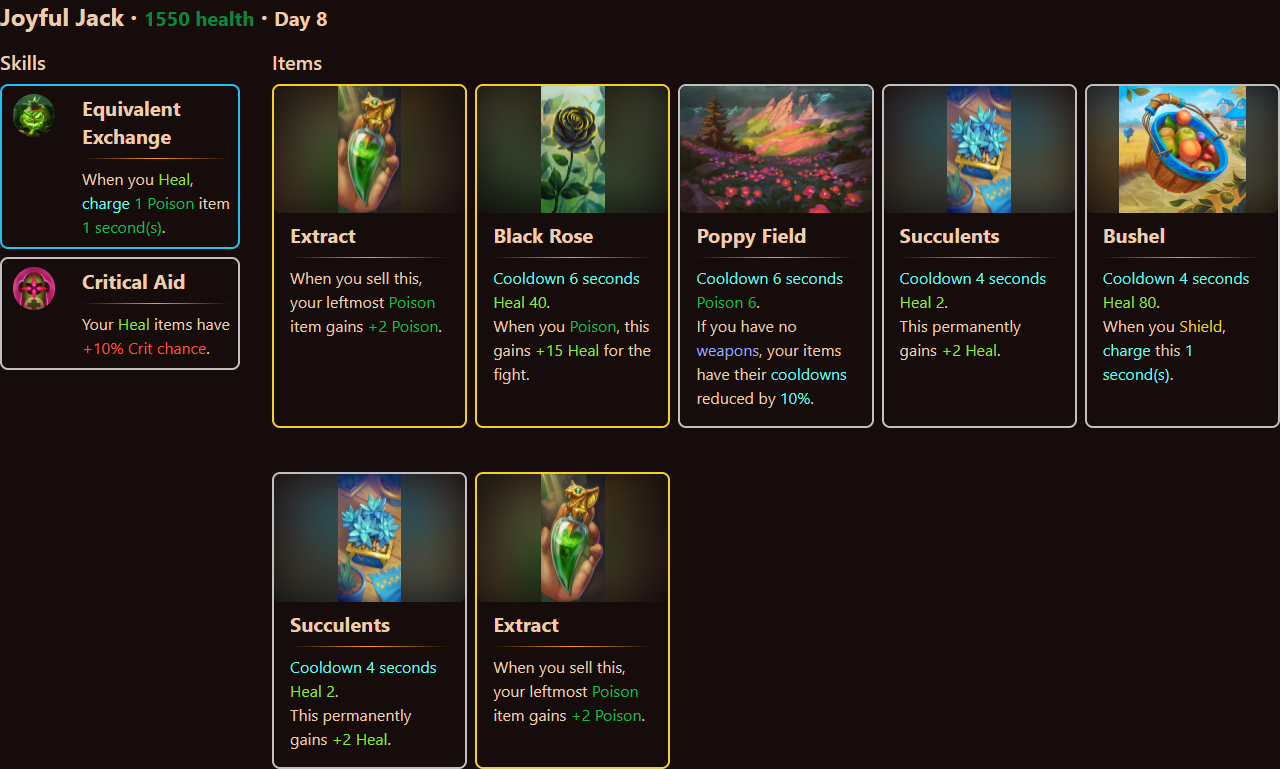 Joyful Jack · 1550 health · Day 8
Skills
Equivalent
Exchange
When you Heal,
charge 1 Poison item
1 second(s).
Critical Aid
Your Heal items have
+10% Crit chance.
Items
Extract
When you sell this,
your leftmost Poison
item gains +2 Poison.
Black Rose
Cooldown 6 seconds
Heal 40.
When you Poison, this
gains +15 Heal for the
fight.
Poppy Field
Cooldown 6 seconds
Poison 6.
If you have no
weapons, your items
have their cooldowns
reduced by 10%.
Succulents
Cooldown 4 seconds
Heal 2.
This permanently
gains +2 Heal.
Bushel
Cooldown 4 seconds
Heal 80.
When you Shield,
charge this 1
second(s).
Succulents
Cooldown 4 seconds
Heal 2.
This permanently
gains +2 Heal.
Extract
When you sell this,
your leftmost Poison
item gains +2 Poison.